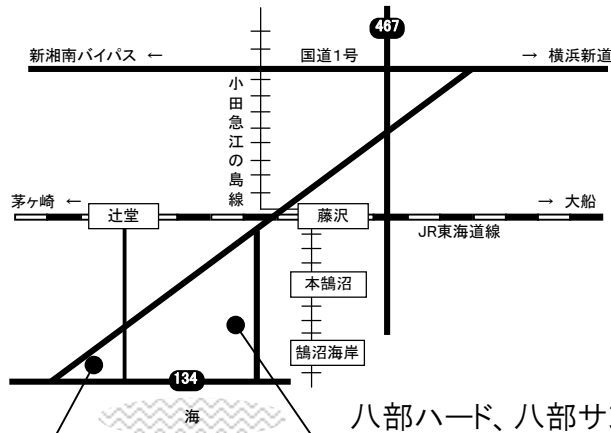 467
新湘南バイパス ←
国道1号
→ 横浜新道
小田急江の島線
茅ヶ崎 ←
辻堂
藤沢
→ 大船
JR東海道線
本鵠沼
鵠沼海岸
134
海
八部ハード、八部サ